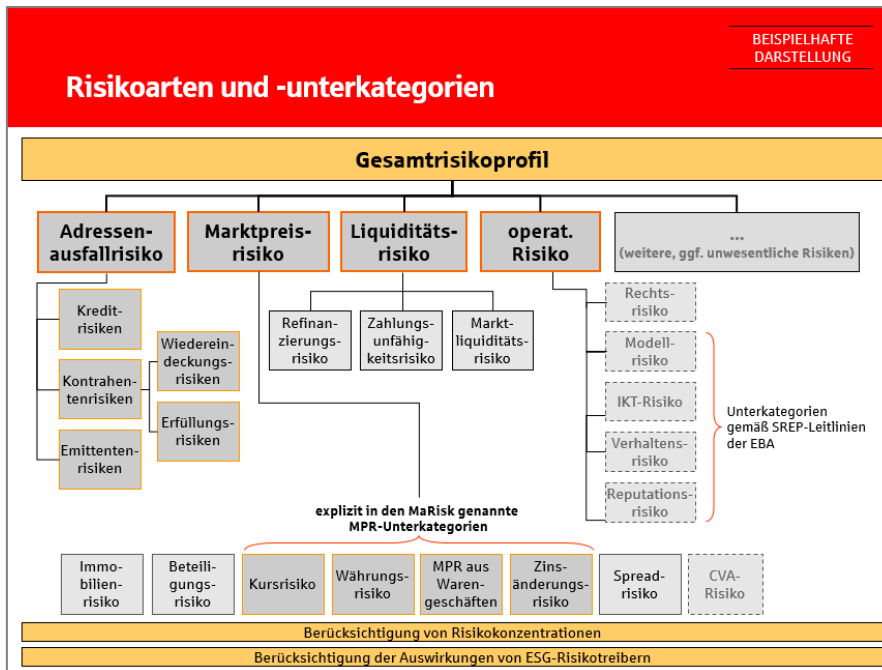 BEISPIELHAFTE
DARSTELLUNG
Risikoarten und -unterkategorien
Gesamtrisikoprofil
Adressen-
ausfallrisiko
Marktpreis-
risiko
Liquiditäts-
risiko
operat.
Risiko
...
(weitere, ggf. unwesentliche Risiken)
Kredit-
risiken
Kontrahen-
tenrisiken
Emittenten-
risiken
Wiederein-
deckungs-
risiken
Erfüllungs-
risiken
Refinan-
zierungs-
risiko
Zahlungs-
unfähig-
keitsrisiko
Markt-
liquiditäts-
risiko
Rechts-
risiko
Modell-
risiko
IKT-Risiko
Verhaltens-
risiko
Reputations-
risiko
Unterkategorien
gemäß SREP-Leitlinien
der EBA
explizit in den MaRisk genannte
MPR-Unterkategorien
Immo-
bilien-
risiko
Beteili-
gungs-
risiko
Kursrisiko
Währungs-
risiko
MPR aus
Waren-
geschäften
Zins-
änderungs-
risiko
Spread-
risiko
CVA-
Risiko
Berücksichtigung von Risikokonzentrationen
Berücksichtigung der Auswirkungen von ESG-Risikotreibern